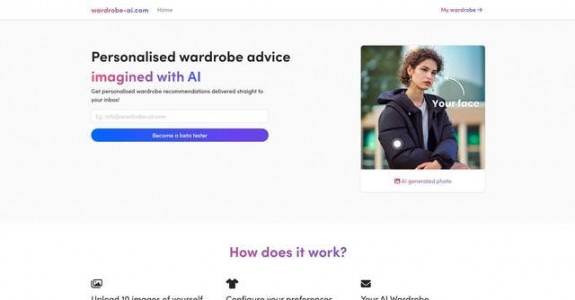 wardrobe-ai.com Home My wardrobe →
Personalised wardrobe advice
imagined with AI
Get personalised wardrobe recommendations delivered straight to
your inbox!
Eg. info@wardrobe-ai.com
Become a beta tester
Your face
AI generated photo
How does it work?
Upload 10 images of yourself
Configure your preferences
Your AI Wardrobe